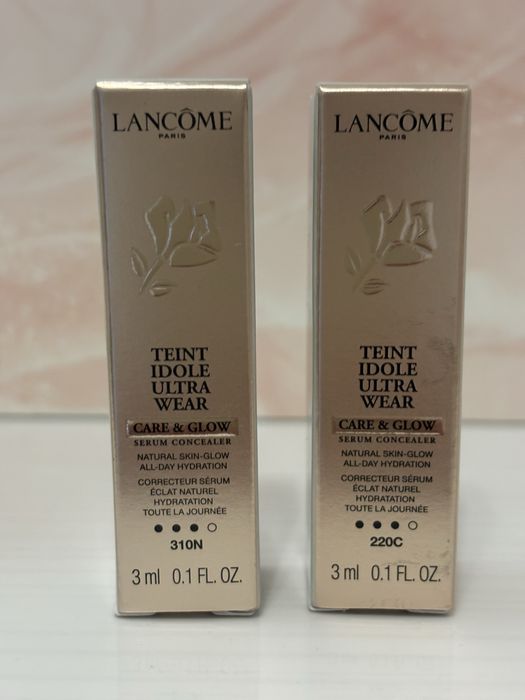 LANCÔME
PARIS
TEINT
IDOLE
ULTRA
WEAR
CARE & GLOW
SERUM CONCEALER
NATURAL SKIN-GLOW
ALL-DAY HYDRATION
CORRECTEUR SÉRUM
ÉCLAT NATUREL
HYDRATATION
TOUTE LA JOURNÉE
310N
3 ml 0.1 FL. OZ.
LANCÔME
PARIS
TEINT
IDOLE
ULTRA
WEAR
CARE & GLOW
SERUM CONCEALER
NATURAL SKIN-GLOW
ALL-DAY HYDRATION
CORRECTEUR SÉRUM
ÉCLAT NATUREL
HYDRATATION
TOUTE LA JOURNÉE
220C
3 ml 0.1 FL. OZ.